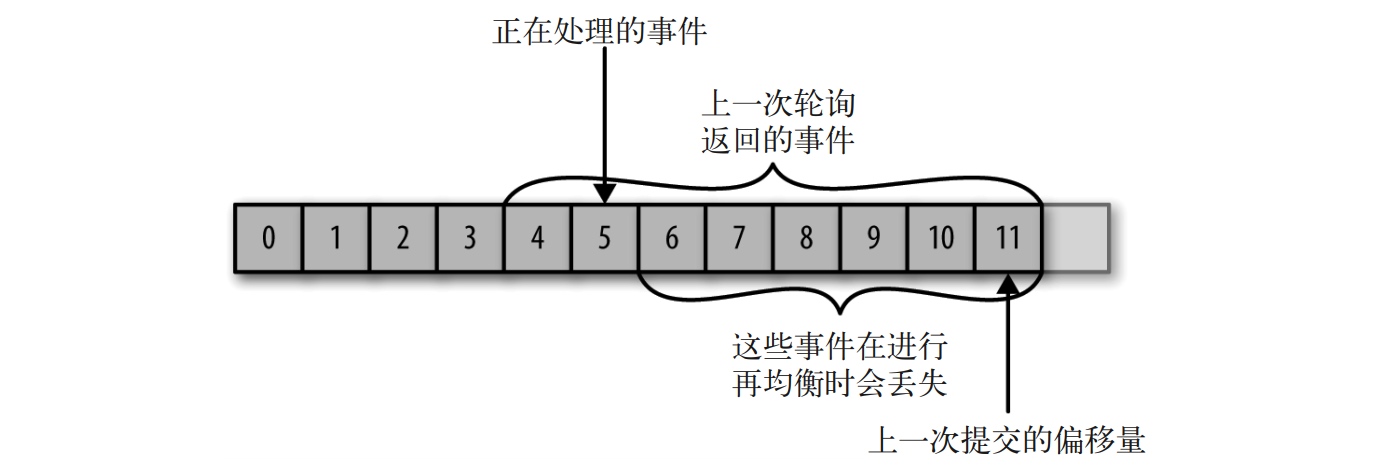 正在处理的事件
上一次轮询
返回的事件
0 1 2 3 4 5 6 7 8 9 10 11
这些事件在进行
再均衡时会丢失
上一次提交的偏移量